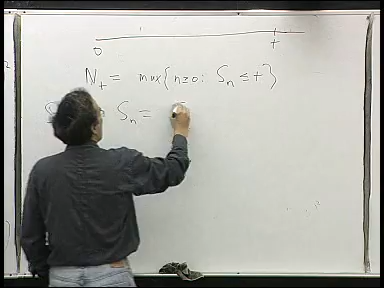 0 t
N_t = max{n≥0: S_n ≤ t}
S_n =